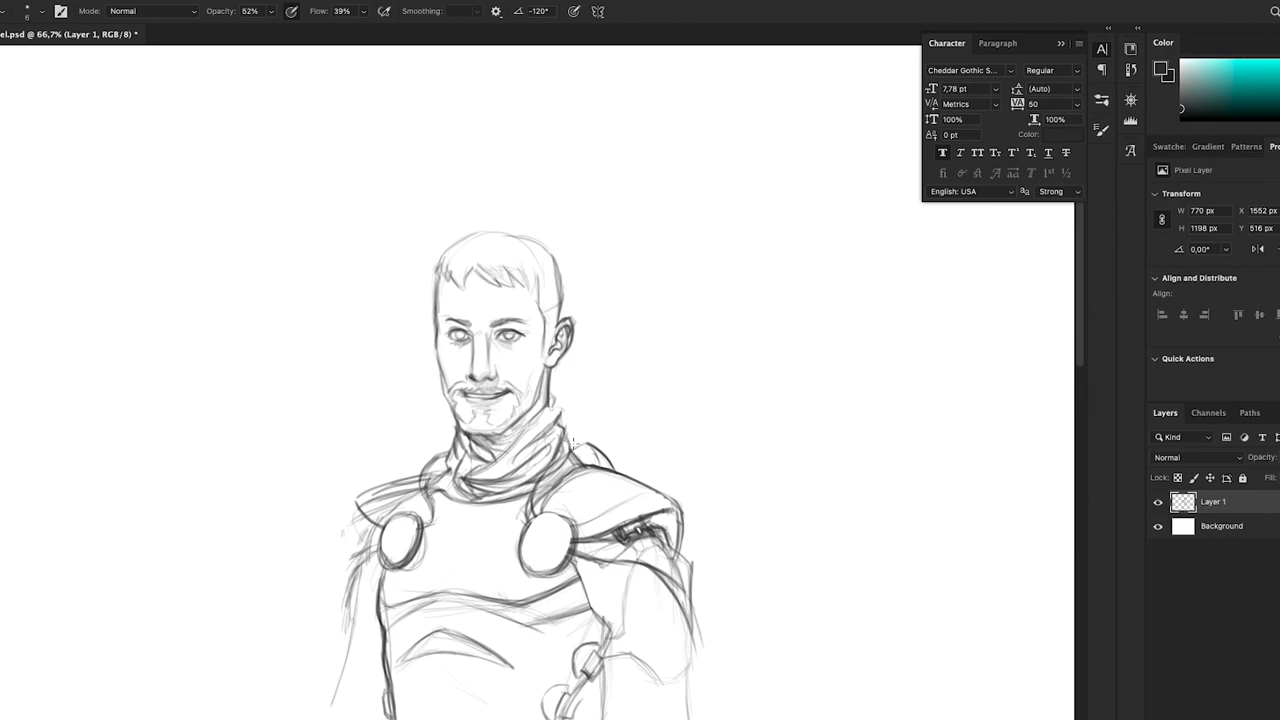 6 Mode: Normal Opacity: 52% Flow: 39% Smoothing: -120°
el.psd @ 66,7% (Layer 1, RGB/8) *
Character Paragraph
Cheddar Gothic S... Regular
7,78 pt (Auto)
Metrics 50
100% 100%
0 pt Color:
English: USA Strong
Color
Swatche: Gradient Patterns Pro
Pixel Layer
Transform
W 770 px X 1552 px
H 1198 px Y 516 px
0,00°
Align and Distribute
Align:
Quick Actions
Layers Channels Paths
Kind
Normal Opacity:
Lock: Fill:
Layer 1
Background